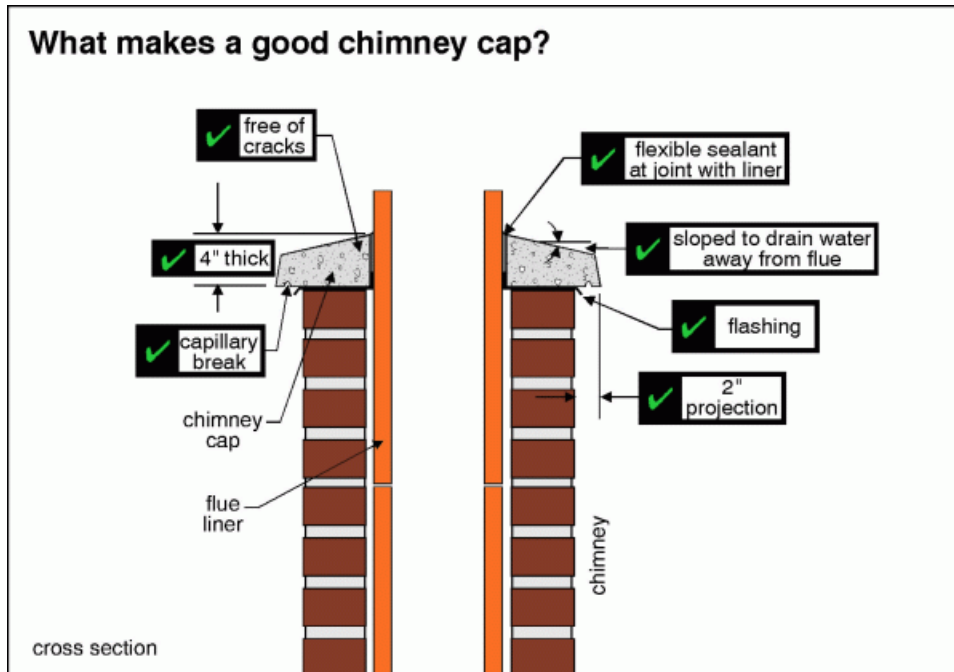 What makes a good chimney cap?
free of
cracks
flexible sealant
at joint with liner
4" thick
sloped to drain water
away from flue
capillary
break
flashing
2"
projection
chimney
cap
flue
liner
chimney
cross section